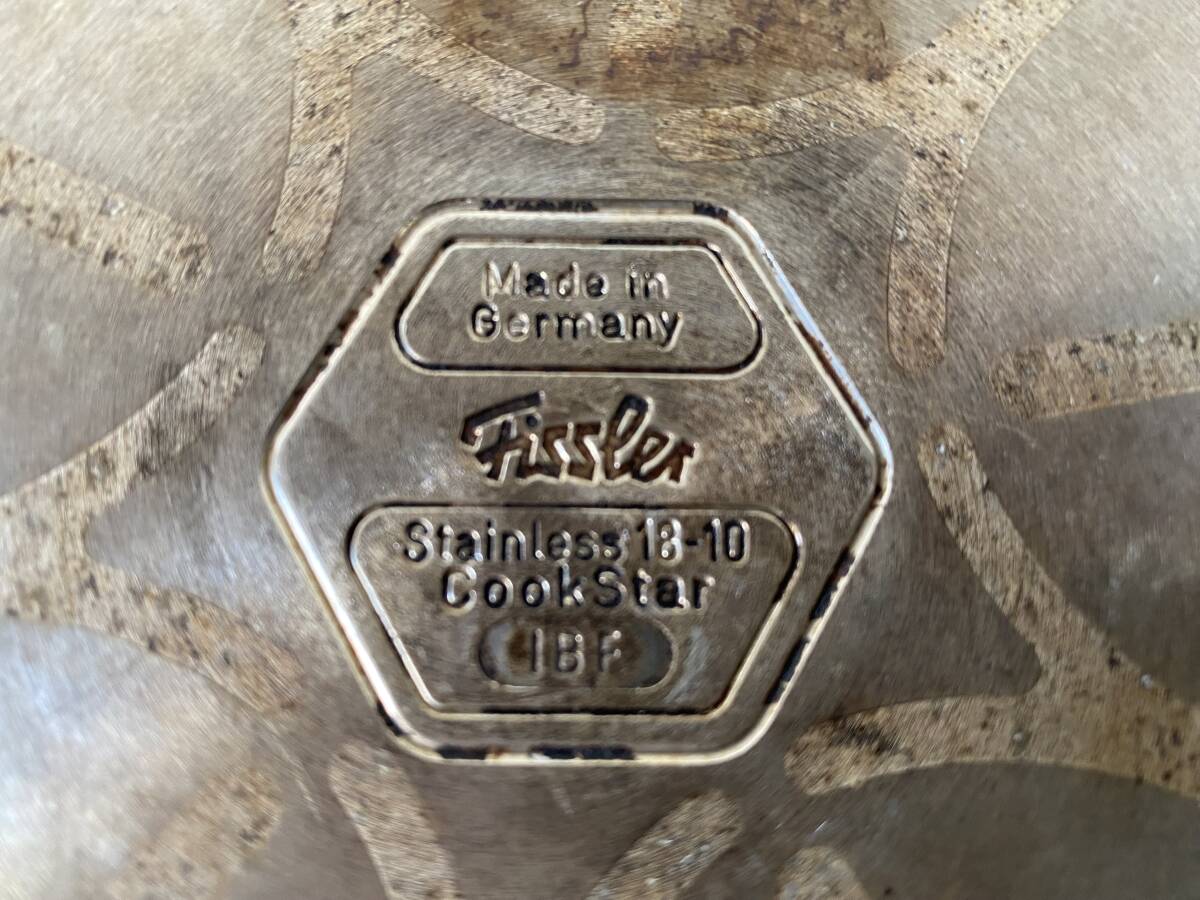 Made in
Germany
Fissler
Stainless 18-10
CookStar
IBF